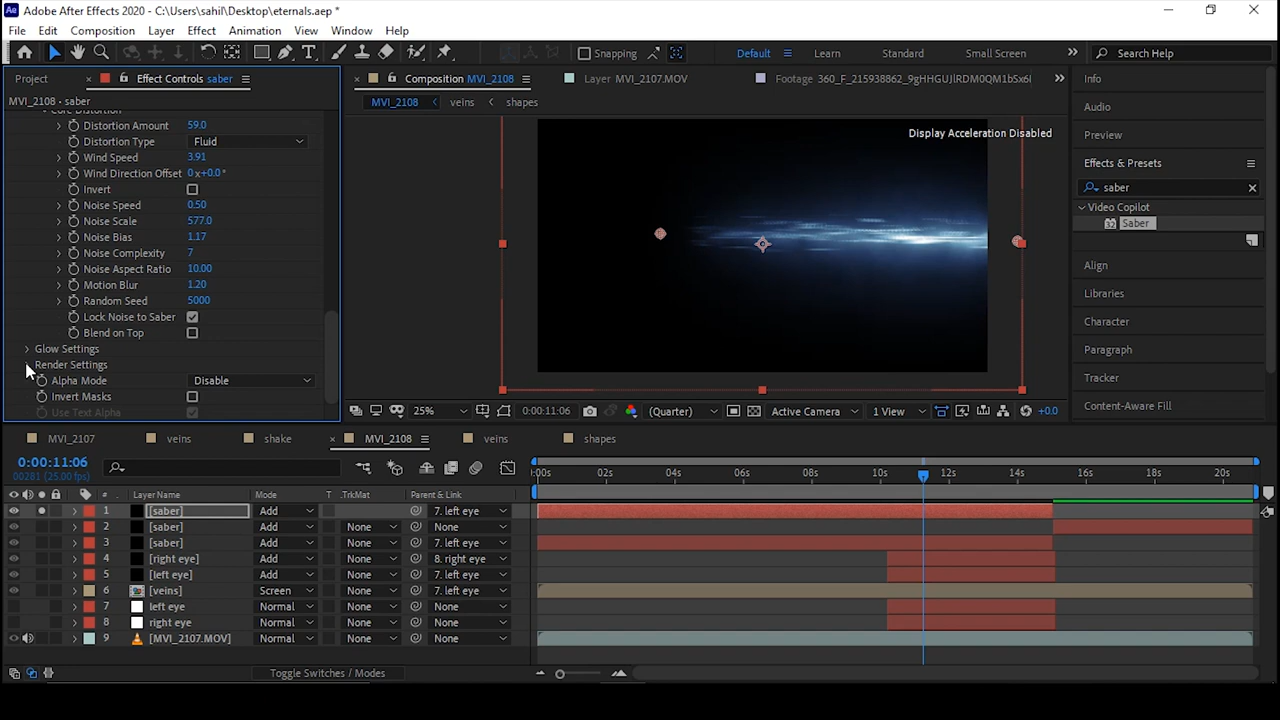 Ae Adobe After Effects 2020 - C:\Users\sahil\Desktop\eternals.aep *
File Edit Composition Layer Effect Animation View Window Help
Snapping Default Learn Standard Small Screen Search Help
Project Effect Controls saber Composition MVI_2108 Layer MVI_2107.MOV
MVI_2108 • saber
MVI_2108 veins shapes
Display Acceleration Disabled
Core Distortion
Distortion Amount 59.0
Distortion Type Fluid
Wind Speed 3.91
Wind Direction Offset 0x+0.0°
Invert
Noise Speed 0.50
Noise Scale 577.0
Noise Bias 1.17
Noise Complexity 7
Noise Aspect Ratio 10.00
Motion Blur 1.20
Random Seed 5000
Lock Noise to Saber
Blend on Top
Glow Settings
Render Settings
Alpha Mode Disable
Invert Masks
Use Text Alpha
25% 0:00:11:06 (Quarter) Active Camera 1 View +0.0
Info
Audio
Preview
Effects & Presets
saber
Video Copilot
Saber
Align
Libraries
Character
Paragraph
Tracker
Content-Aware Fill
MVI_2107 veins shake MVI_2108 veins shapes
0:00:11:06
00281 (25.00 fps)
:00s 02s 04s 06s 08s 10s 12s 14s 16s 18s 20s
# Layer Name Mode T .TrkMat Parent & Link
1 [saber] Add 7. left eye
2 [saber] Add None None
3 [saber] Add None 7. left eye
4 [right eye] Add None 8. right eye
5 [left eye] Add None 7. left eye
6 [veins] Screen None 7. left eye
7 left eye Normal None None
8 right eye Normal None None
9 [MVI_2107.MOV] Normal None None
Toggle Switches / Modes